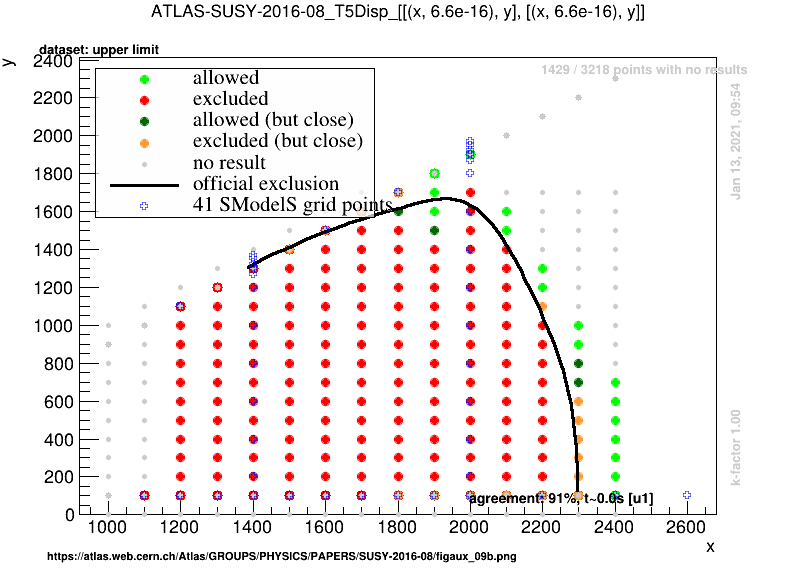 ATLAS-SUSY-2016-08_T5Disp_[[(x, 6.6e-16), y], [(x, 6.6e-16), y]]
dataset: upper limit
y
1429 / 3218 points with no results
allowed
excluded
allowed (but close)
excluded (but close)
no result
official exclusion
41 SModelS grid points
Jan 13, 2021, 09:54
k-factor 1.00
2400
2200
2000
1800
1600
1400
1200
1000
800
600
400
200
0
agreement: 91%, t~0.0s [u1]
1000 1200 1400 1600 1800 2000 2200 2400 2600
x
https://atlas.web.cern.ch/Atlas/GROUPS/PHYSICS/PAPERS/SUSY-2016-08/figaux_09b.png